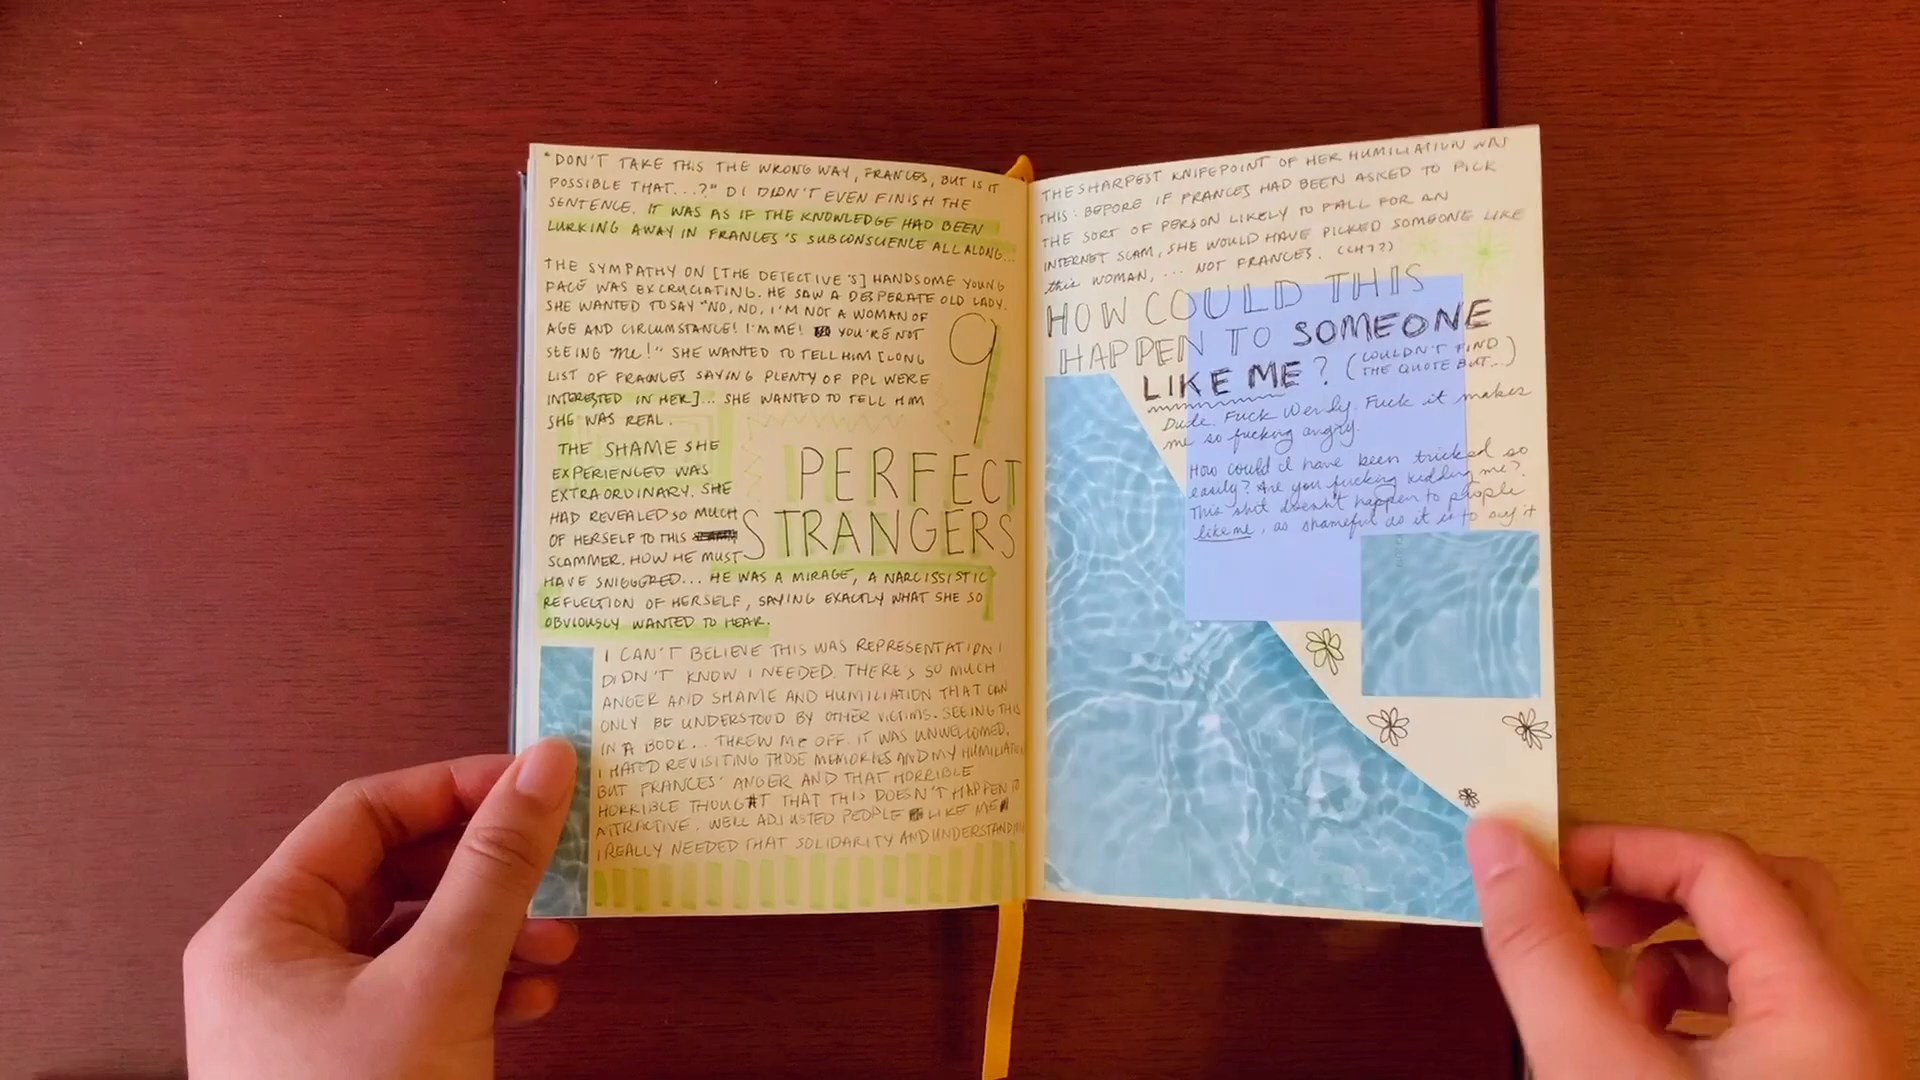 "DON'T TAKE THIS THE WRONG WAY, FRANCES, BUT IS IT
POSSIBLE THAT...?" DI DIDN'T EVEN FINISH THE
SENTENCE. IT WAS AS IF THE KNOWLEDGE HAD BEEN
LURKING AWAY IN FRANCES'S SUBCONSCIENCE ALL ALONG...
THE SYMPATHY ON [THE DETECTIVE'S] HANDSOME YOUNG
FACE WAS EXCRUCIATING. HE SAW A DESPERATE OLD LADY.
SHE WANTED TO SAY "NO, NO, I'M NOT A WOMAN OF
AGE AND CIRCUMSTANCE! I'M ME! YOU'RE NOT
SEEING me!" SHE WANTED TO TELL HIM [LONG
LIST OF FRANCES SAYING PLENTY OF PPL WERE
INTERESTED IN HER]... SHE WANTED TO TELL HIM
SHE WAS REAL.
THE SHAME SHE
EXPERIENCED WAS
EXTRAORDINARY. SHE
HAD REVEALED SO MUCH
OF HERSELF TO THIS
SCAMMER. HOW HE MUST
HAVE SNIGGERED... HE WAS A MIRAGE, A NARCISSISTIC
REFLECTION OF HERSELF, SAYING EXACTLY WHAT SHE SO
OBVIOUSLY WANTED TO HEAR.
9
PERFECT
STRANGERS
I CAN'T BELIEVE THIS WAS REPRESENTATION I
DIDN'T KNOW I NEEDED. THERE'S SO MUCH
ANGER AND SHAME AND HUMILIATION THAT CAN
ONLY BE UNDERSTOOD BY OTHER VICTIMS. SEEING THIS
IN A BOOK... THREW ME OFF. IT WAS UNWELCOMED.
I HATED REVISITING THOSE MEMORIES AND MY HUMILIATION
BUT FRANCES' ANGER AND THAT HORRIBLE
HORRIBLE THOUGHT THAT THIS DOESN'T HAPPEN TO
ATTRACTIVE, WELL ADJUSTED PEOPLE LIKE ME
I REALLY NEEDED THAT SOLIDARITY AND UNDERSTANDING
THE SHARPEST KNIFEPOINT OF HER HUMILIATION WAS
THIS: BEFORE IF FRANCES HAD BEEN ASKED TO PICK
THE SORT OF PERSON LIKELY TO FALL FOR AN
INTERNET SCAM, SHE WOULD HAVE PICKED SOMEONE LIKE
this WOMAN, ... NOT FRANCES. (CH ??)
HOW COULD THIS
HAPPEN TO SOMEONE
LIKE ME? (COULDN'T FIND
THE QUOTE BUT...)
Dude. Fuck Wendy. Fuck it makes
me so fucking angry.
How could I have been tricked so
easily? Are you fucking kidding me?
This shit doesn't happen to people
like me, as shameful as it is to say it